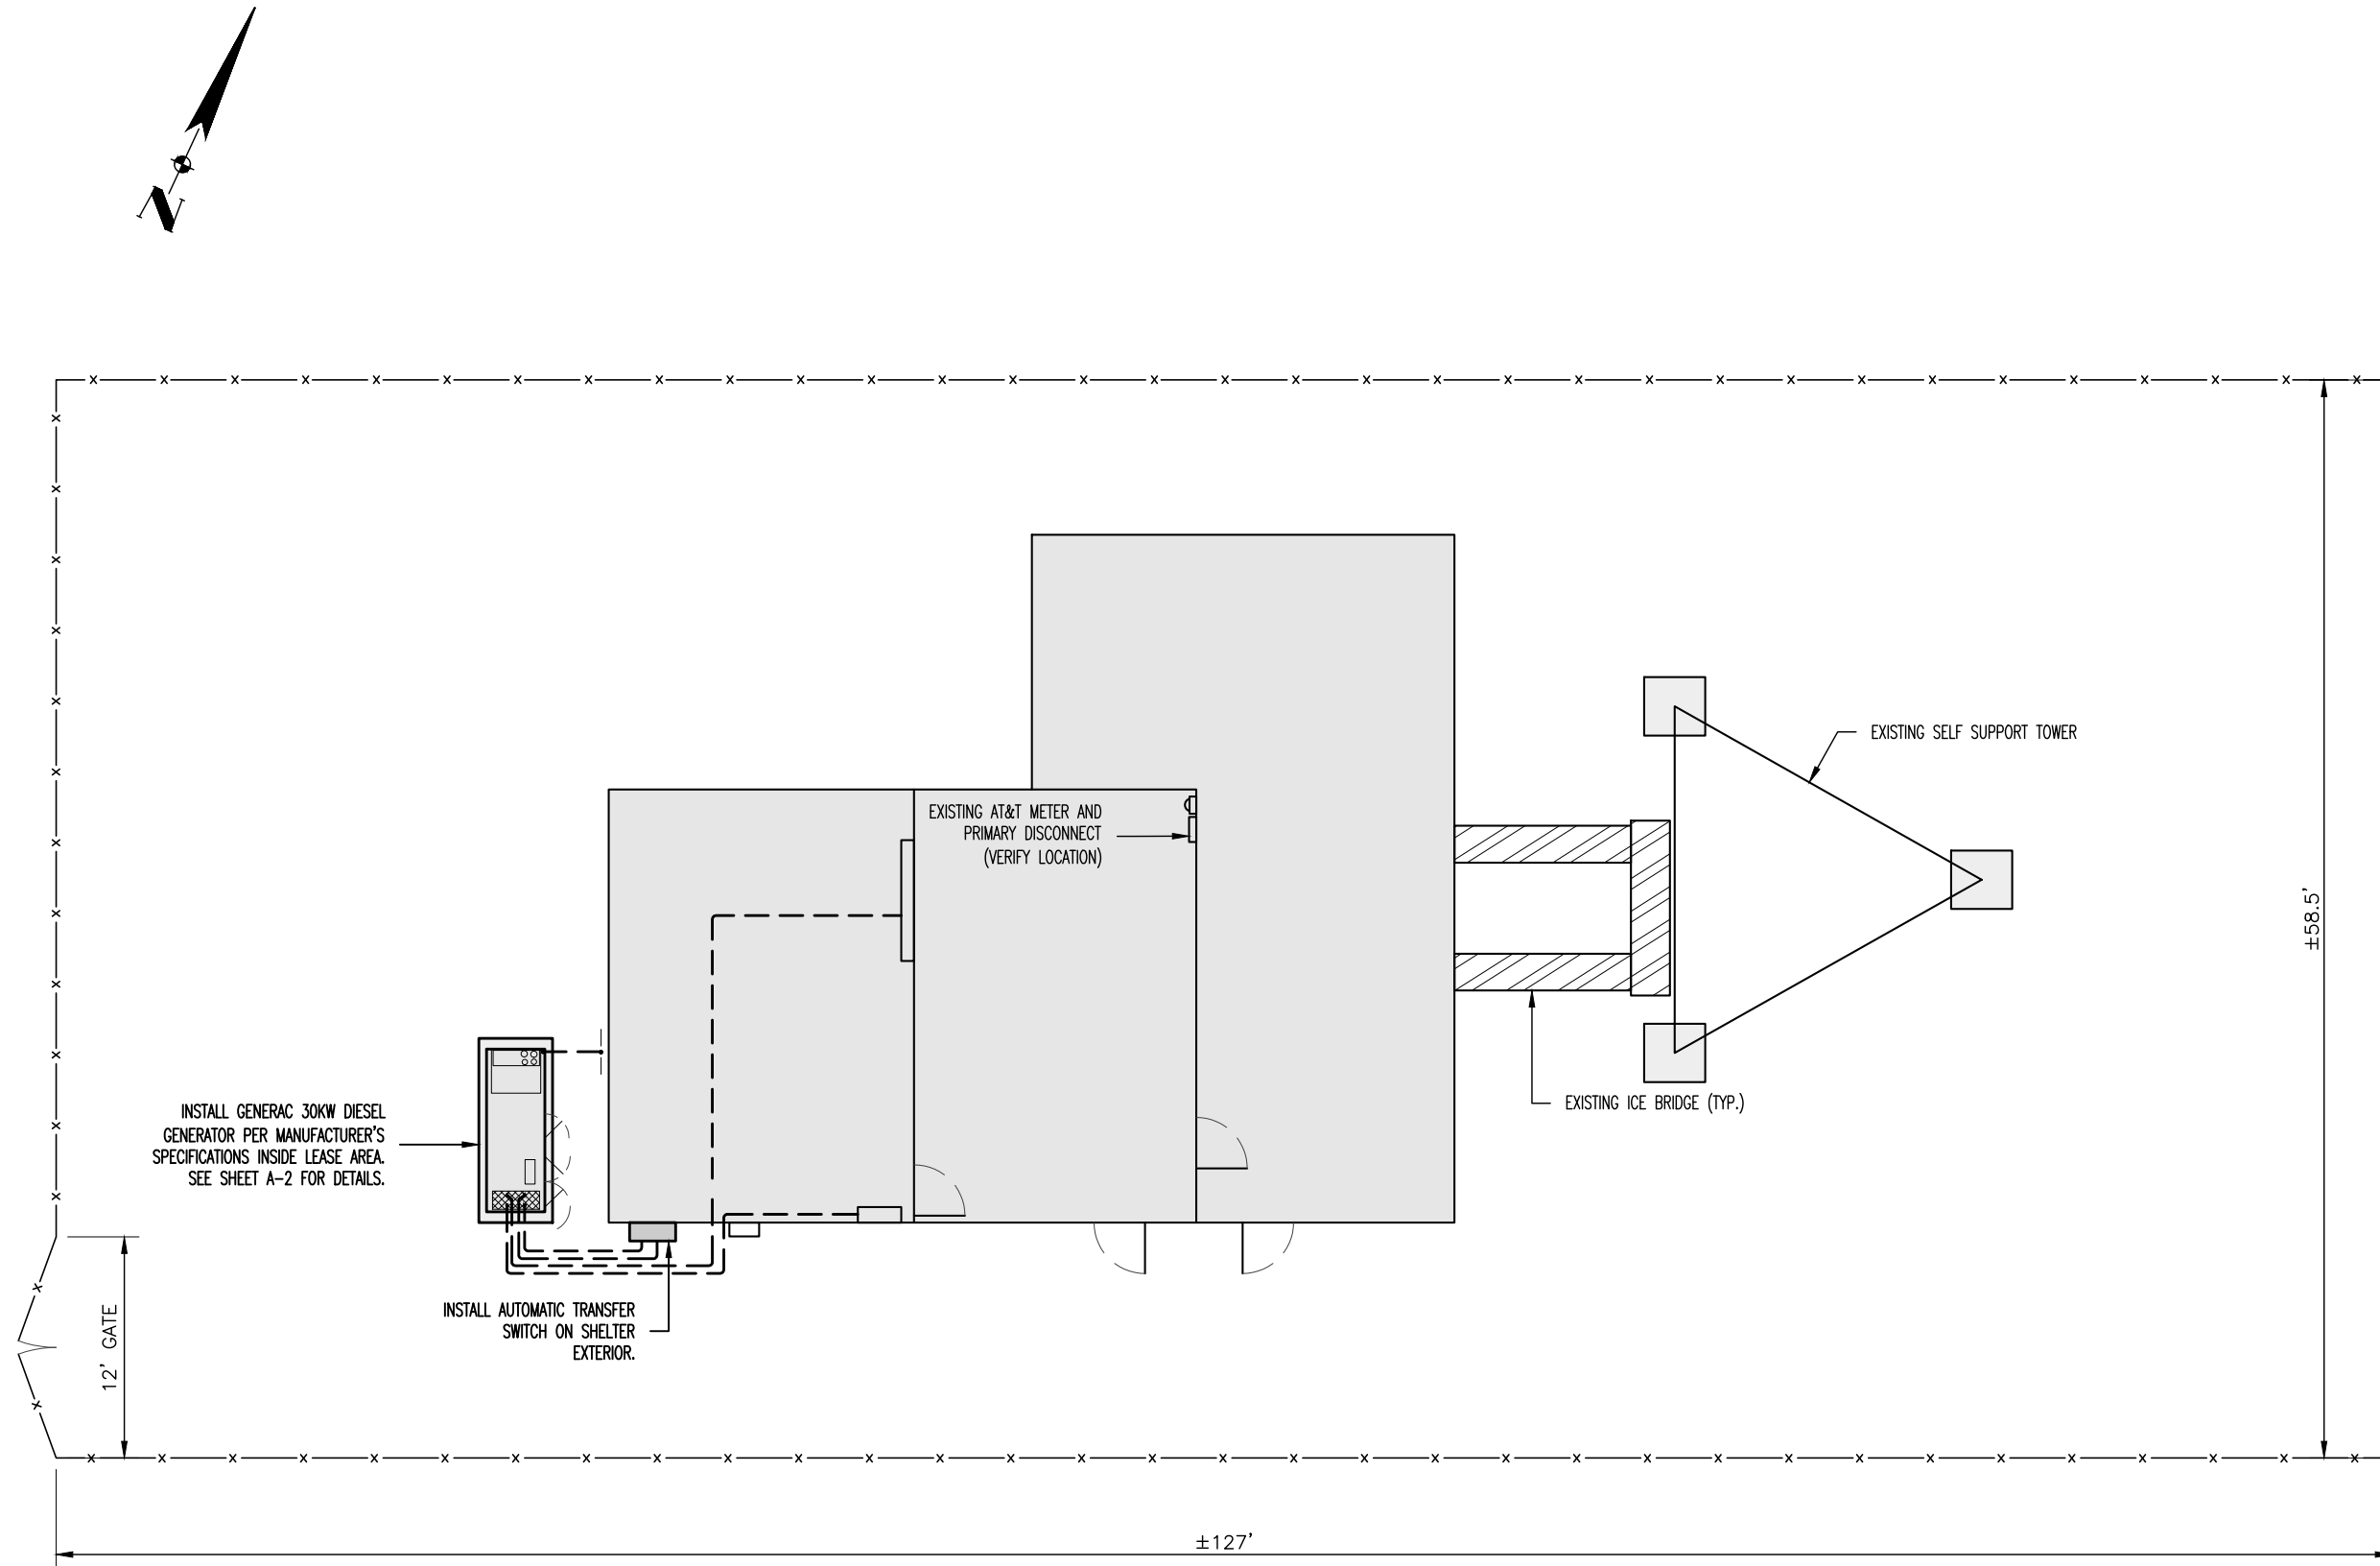 N
EXISTING SELF SUPPORT TOWER
EXISTING AT&T METER AND
PRIMARY DISCONNECT
(VERIFY LOCATION)
±58.5'
EXISTING ICE BRIDGE (TYP.)
INSTALL GENERAC 30KW DIESEL
GENERATOR PER MANUFACTURER'S
SPECIFICATIONS INSIDE LEASE AREA.
SEE SHEET A-2 FOR DETAILS.
12' GATE
INSTALL AUTOMATIC TRANSFER
SWITCH ON SHELTER
EXTERIOR.
±127'